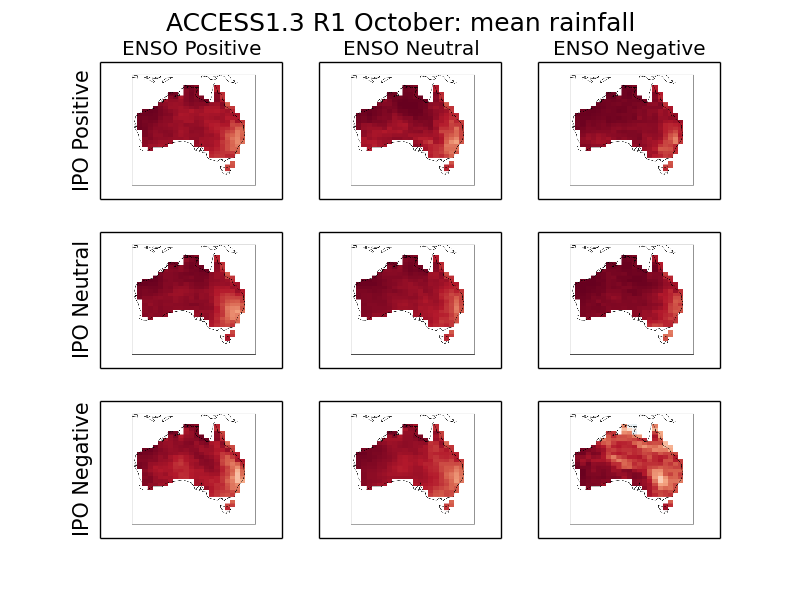 ACCESS1.3 R1 October: mean rainfall
ENSO Positive
ENSO Neutral
ENSO Negative
IPO Positive
IPO Neutral
IPO Negative